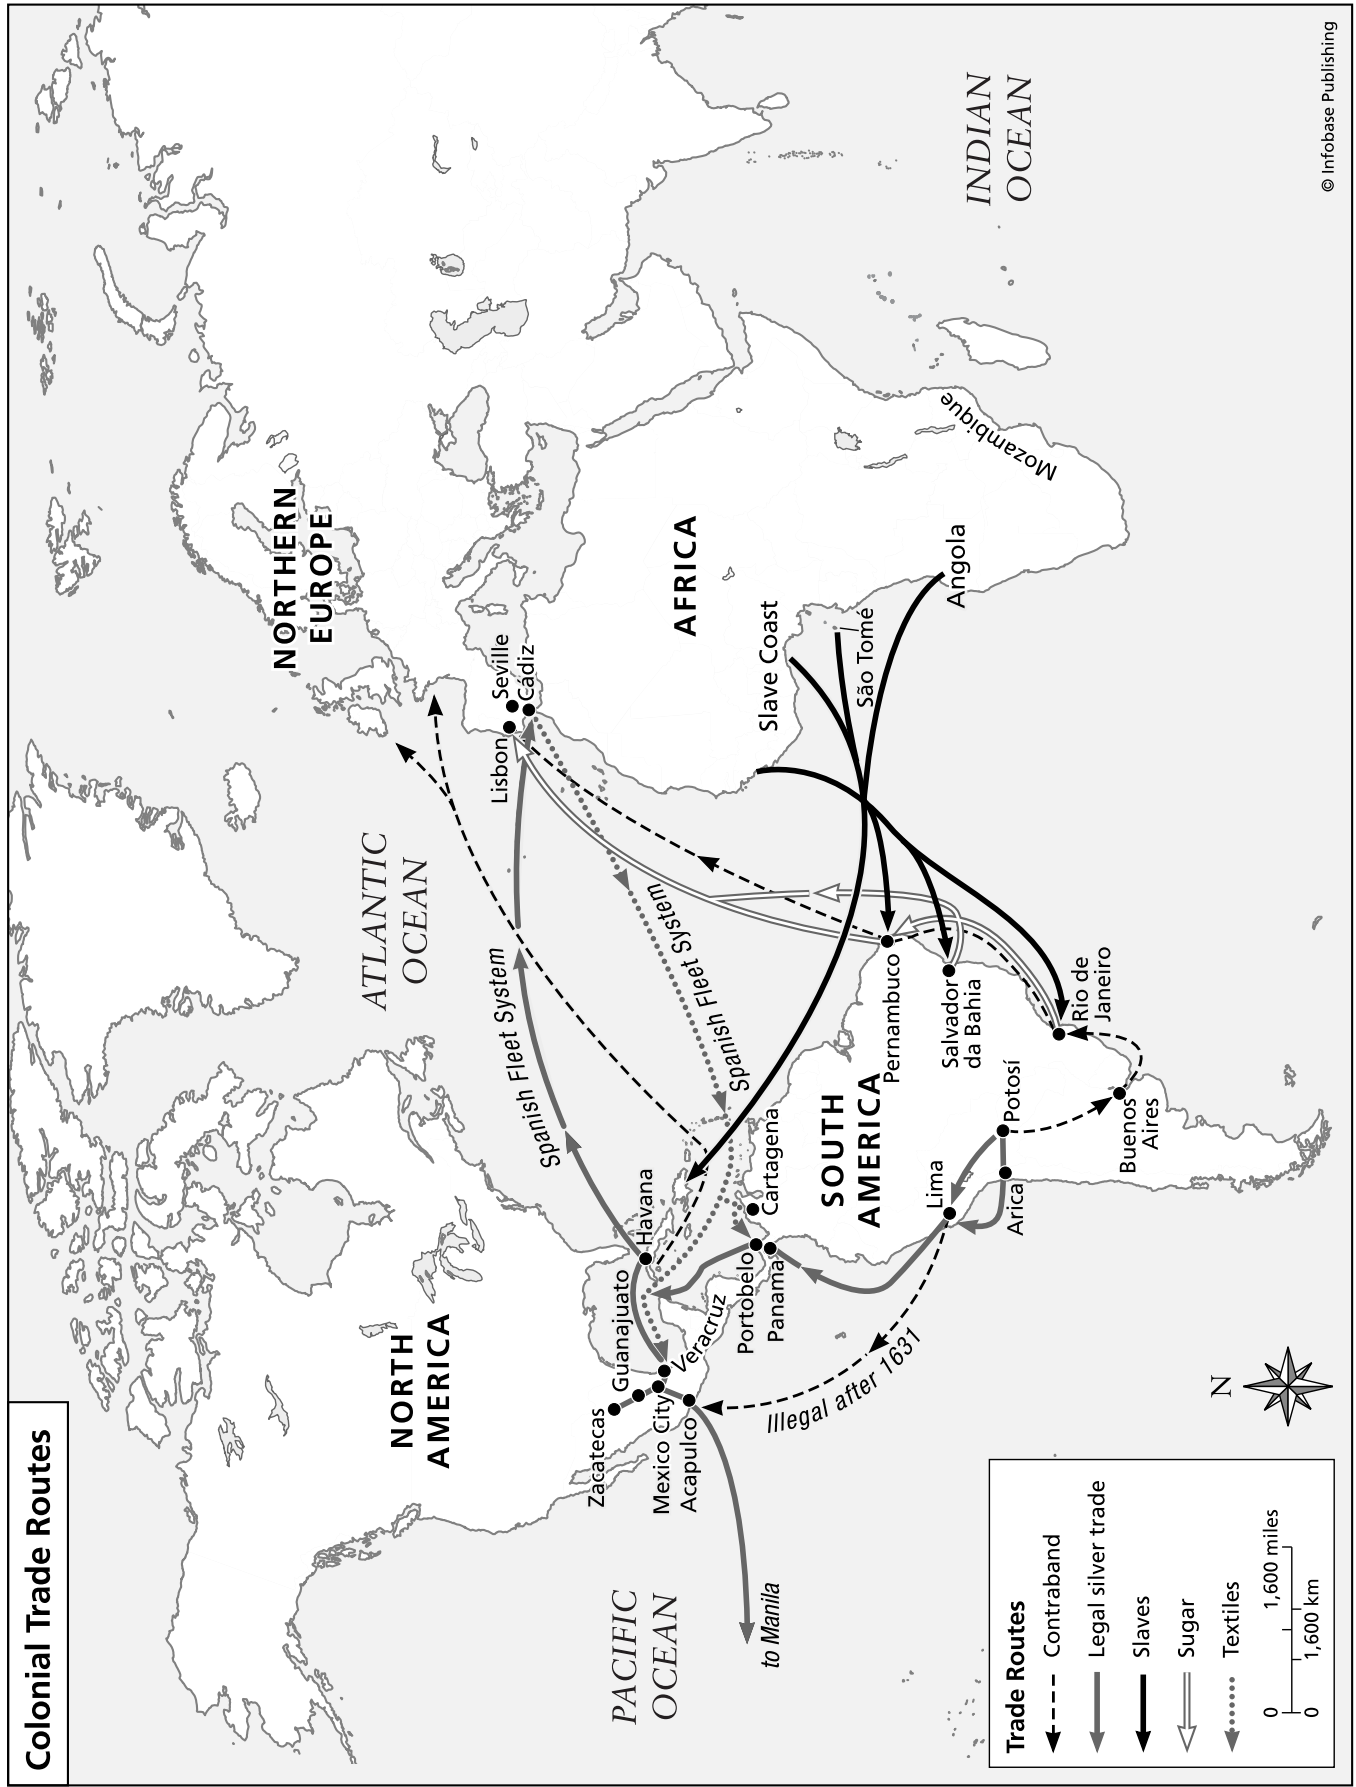 Colonial Trade Routes
NORTH
AMERICA
NORTHERN
EUROPE
ATLANTIC
OCEAN
PACIFIC
OCEAN
INDIAN
OCEAN
AFRICA
SOUTH
AMERICA
Lisbon
Seville
Cádiz
Spanish Fleet System
Spanish Fleet System
Havana
Guanajuato
Zacatecas
Mexico City
Acapulco
Veracruz
Portobelo
Panama
Cartagena
to Manila
Illegal after 1631
Slave Coast
São Tomé
Angola
Mozambique
Pernambuco
Salvador
da Bahia
Rio de
Janeiro
Lima
Arica
Potosí
Buenos
Aires
N
Trade Routes
Contraband
Legal silver trade
Slaves
Sugar
Textiles
0 1,600 miles
0 1,600 km
© Infobase Publishing